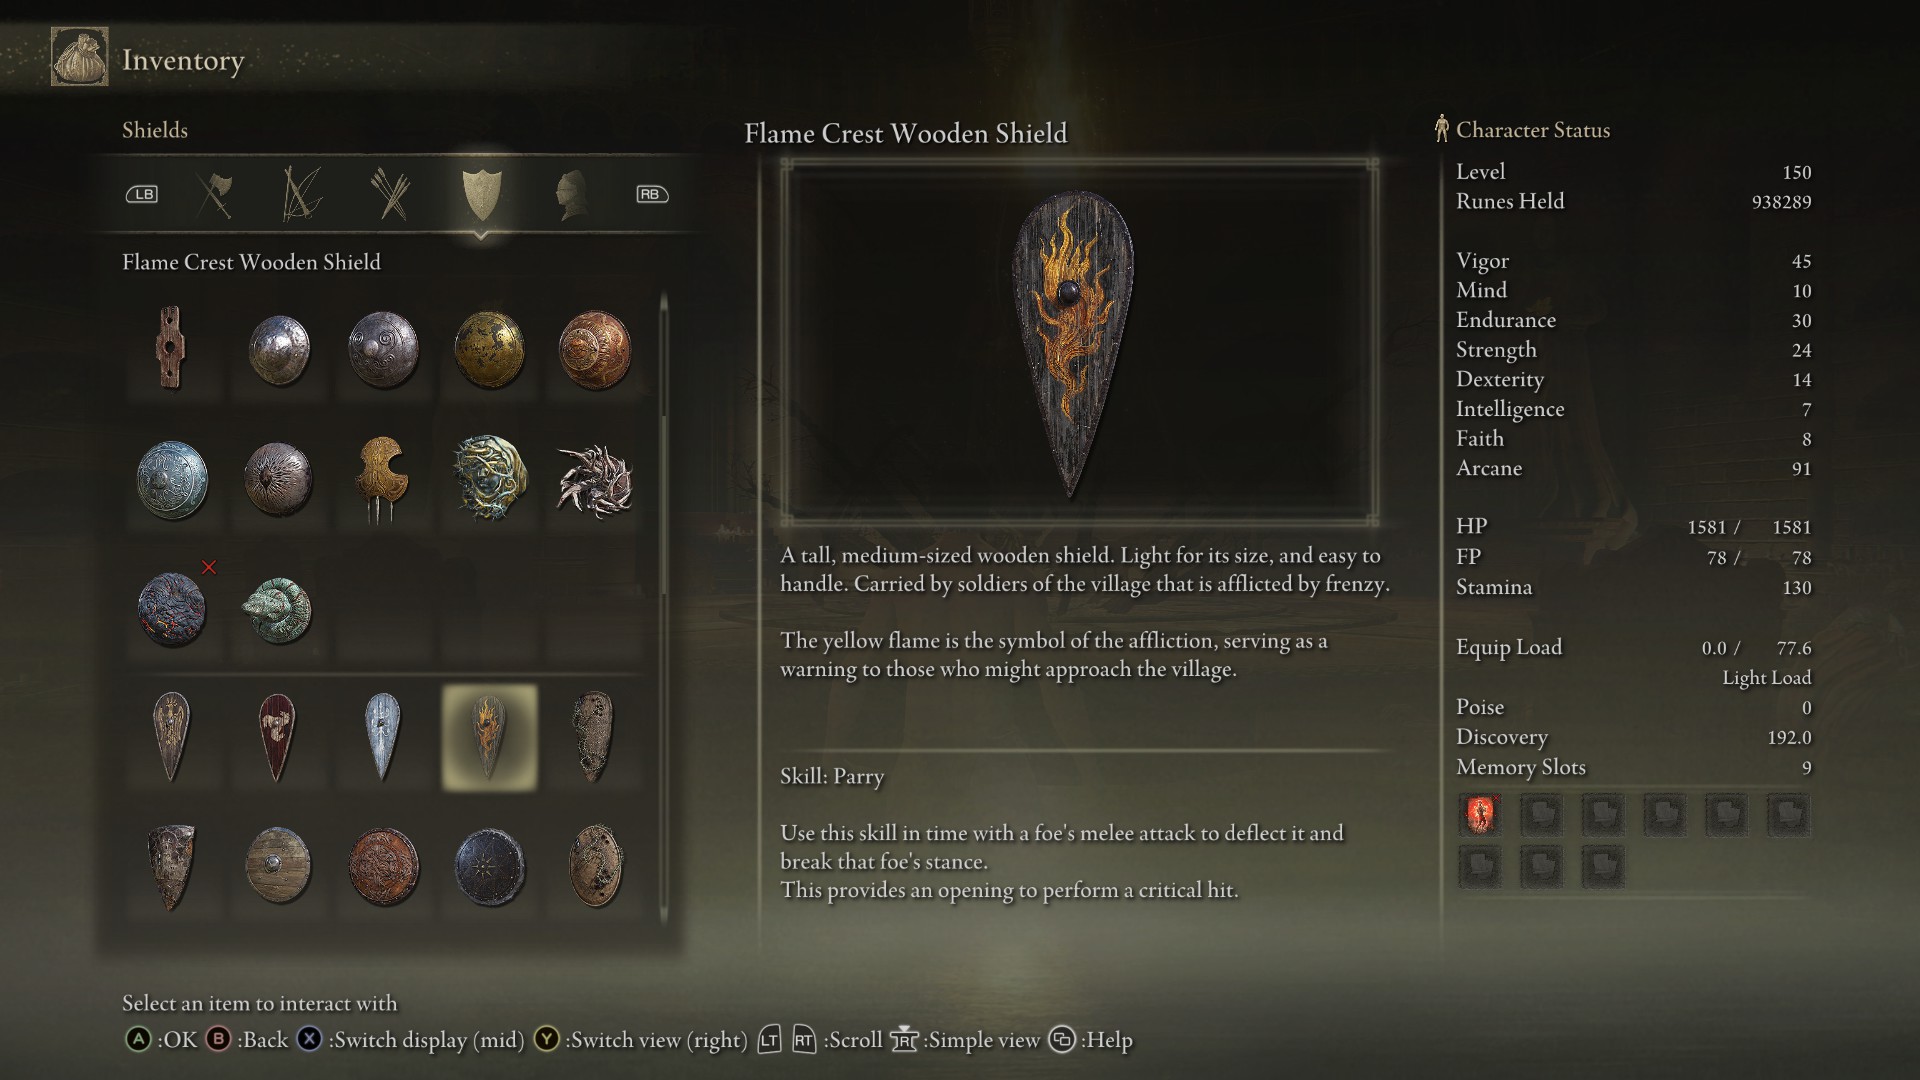 Inventory
Shields
LB
RB
Flame Crest Wooden Shield
Flame Crest Wooden Shield
A tall, medium-sized wooden shield. Light for its size, and easy to
handle. Carried by soldiers of the village that is afflicted by frenzy.
The yellow flame is the symbol of the affliction, serving as a
warning to those who might approach the village.
Skill: Parry
Use this skill in time with a foe's melee attack to deflect it and
break that foe's stance.
This provides an opening to perform a critical hit.
Character Status
Level 150
Runes Held 938289
Vigor 45
Mind 10
Endurance 30
Strength 24
Dexterity 14
Intelligence 7
Faith 8
Arcane 91
HP 1581 / 1581
FP 78 / 78
Stamina 130
Equip Load 0.0 / 77.6
Light Load
Poise 0
Discovery 192.0
Memory Slots 9
Select an item to interact with
A :OK B :Back X :Switch display (mid) Y :Switch view (right) LT RT :Scroll R :Simple view :Help